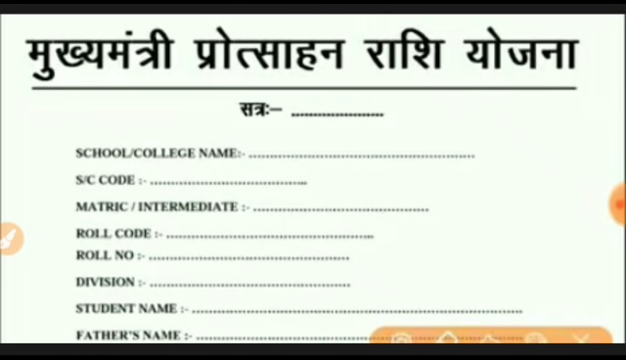 मुख्यमंत्री प्रोत्साहन राशि योजना
सत्रः– ......................
SCHOOL/COLLEGE NAME:- ............................................................
S/C CODE :- ..........................................
MATRIC / INTERMEDIATE :- ...............................................
ROLL CODE :- ........................................................
ROLL NO :- ......................................................
DIVISION :- ......................................................
STUDENT NAME :- ........................................................................................
FATHER'S NAME :- ........................................................................................